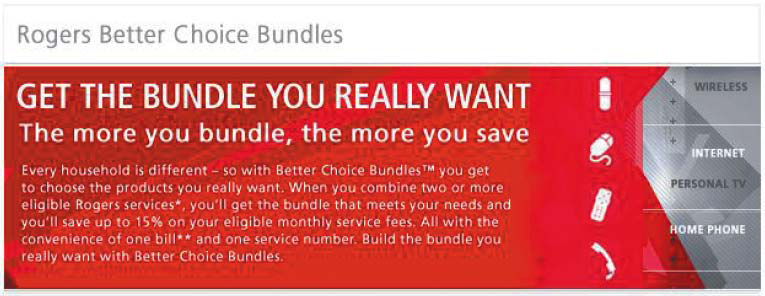 Rogers Better Choice Bundles
GET THE BUNDLE YOU REALLY WANT
The more you bundle, the more you save
Every household is different – so with Better Choice Bundles™ you get
to choose the products you really want. When you combine two or more
eligible Rogers services*, you'll get the bundle that meets your needs and
you'll save up to 15% on your eligible monthly service fees. All with the
convenience of one bill** and one service number. Build the bundle you
really want with Better Choice Bundles.
+ WIRELESS
+
+
+
+ INTERNET
PERSONAL TV
HOME PHONE